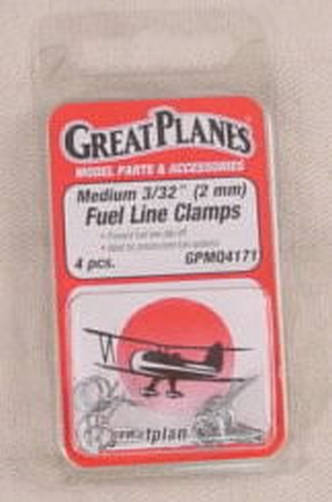 GREAT PLANES
MODEL PARTS & ACCESSORIES
Medium 3/32" (2 mm)
Fuel Line Clamps
4 pcs. GPMQ4171